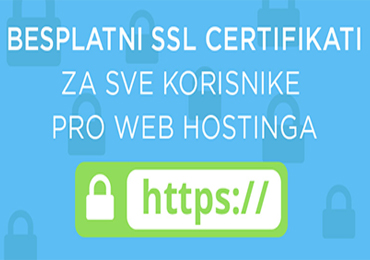 BESPLATNI SSL CERTIFIKATI
ZA SVE KORISNIKE
PRO WEB HOSTINGA
https://